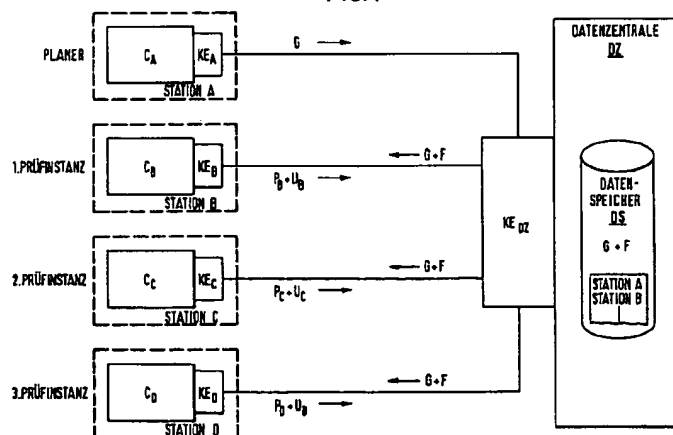 PLANER
C_A
KE_A
STATION A
G →
1.PRÜFINSTANZ
C_B
KE_B
STATION B
← G+F
P_B+U_B →
2.PRÜFINSTANZ
C_C
KE_C
STATION C
← G+F
P_C+U_C →
3.PRÜFINSTANZ
C_D
KE_D
STATION D
← G+F
P_D+U_B →
KE_DZ
DATENZENTRALE
DZ
DATEN-
SPEICHER
DS
G + F
STATION A
STATION B